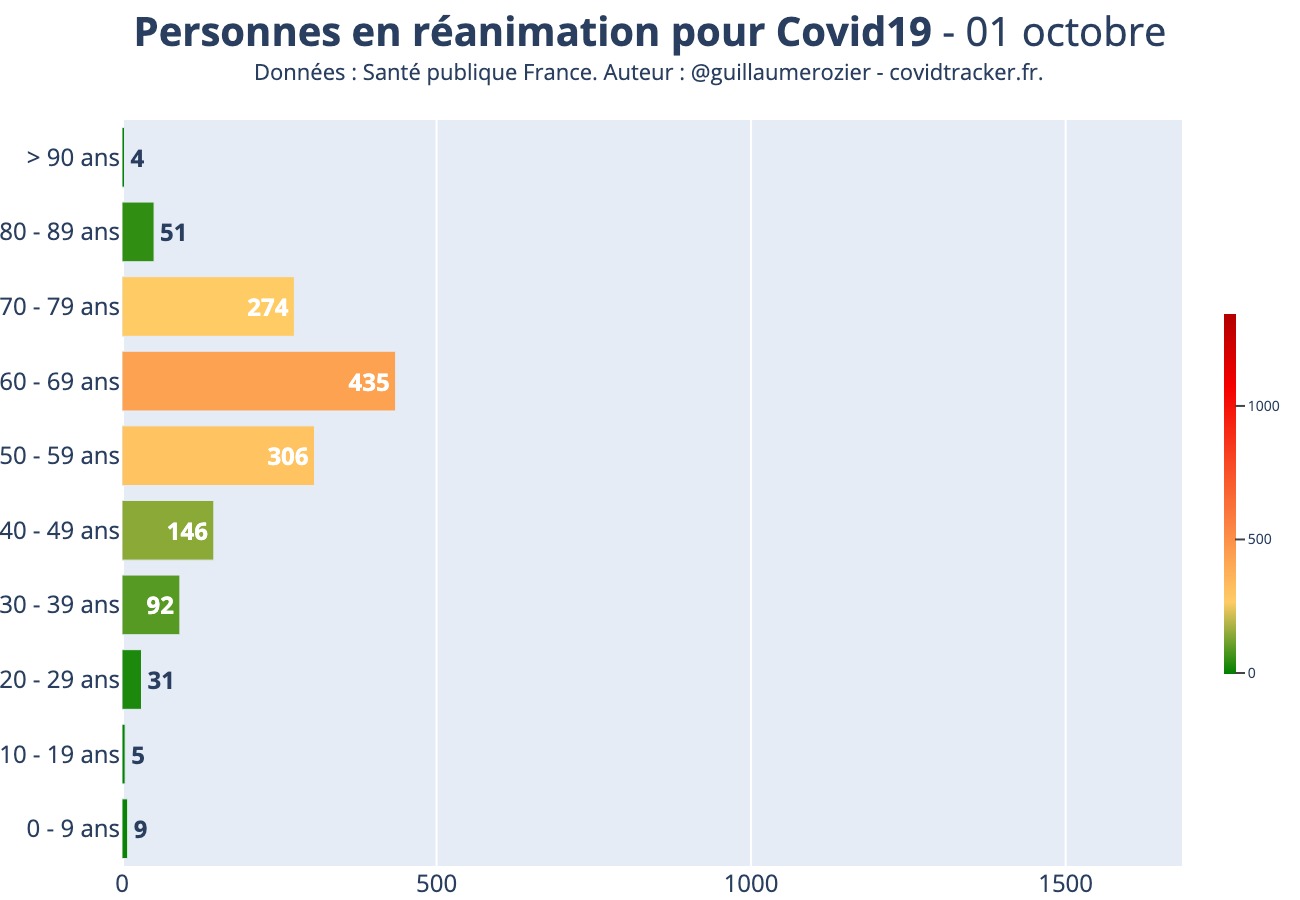 Personnes en réanimation pour Covid19 - 01 octobre
Données : Santé publique France. Auteur : @guillaumerozier - covidtracker.fr.
> 90 ans 4
80 - 89 ans 51
70 - 79 ans 274
60 - 69 ans 435
50 - 59 ans 306
40 - 49 ans 146
30 - 39 ans 92
20 - 29 ans 31
10 - 19 ans 5
0 - 9 ans 9
0 500 1000 1500
1000
500
0